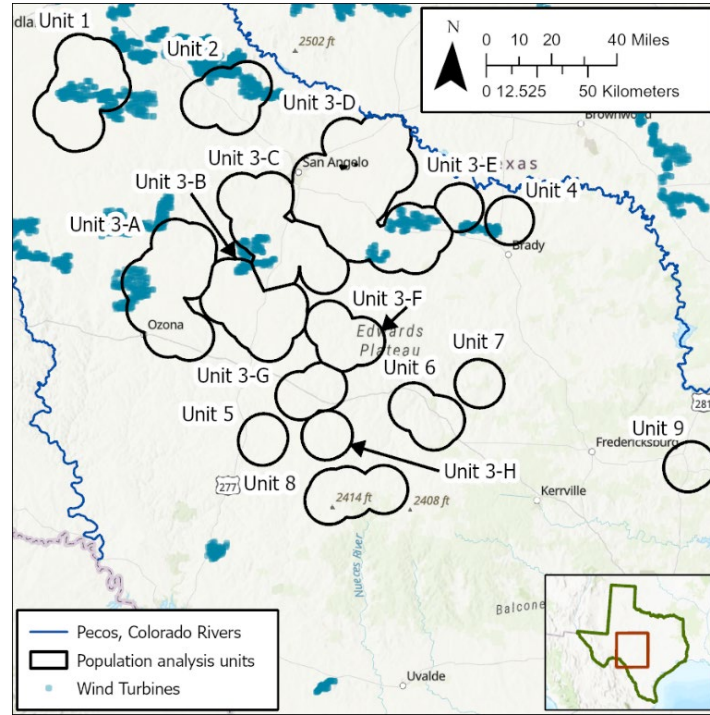 Unit 1
dlan
Unit 2
2502 ft
N
0 10 20 40 Miles
0 12.525 50 Kilometers
Unit 3-D
Brownwood
Unit 3-C
San Angelo
Unit 3-E
exas
Unit 3-B
Unit 4
Unit 3-A
Brady
Unit 3-F
Ozona
Edwards
Plateau
Unit 7
Unit 3-G
Unit 6
281
Unit 5
Unit 9
Fredericksburg
Unit 3-H
277
Unit 8
Kerrville
2414 ft
2408 ft
Nueces River
Balcone
Uvalde
Pecos, Colorado Rivers
Population analysis units
Wind Turbines